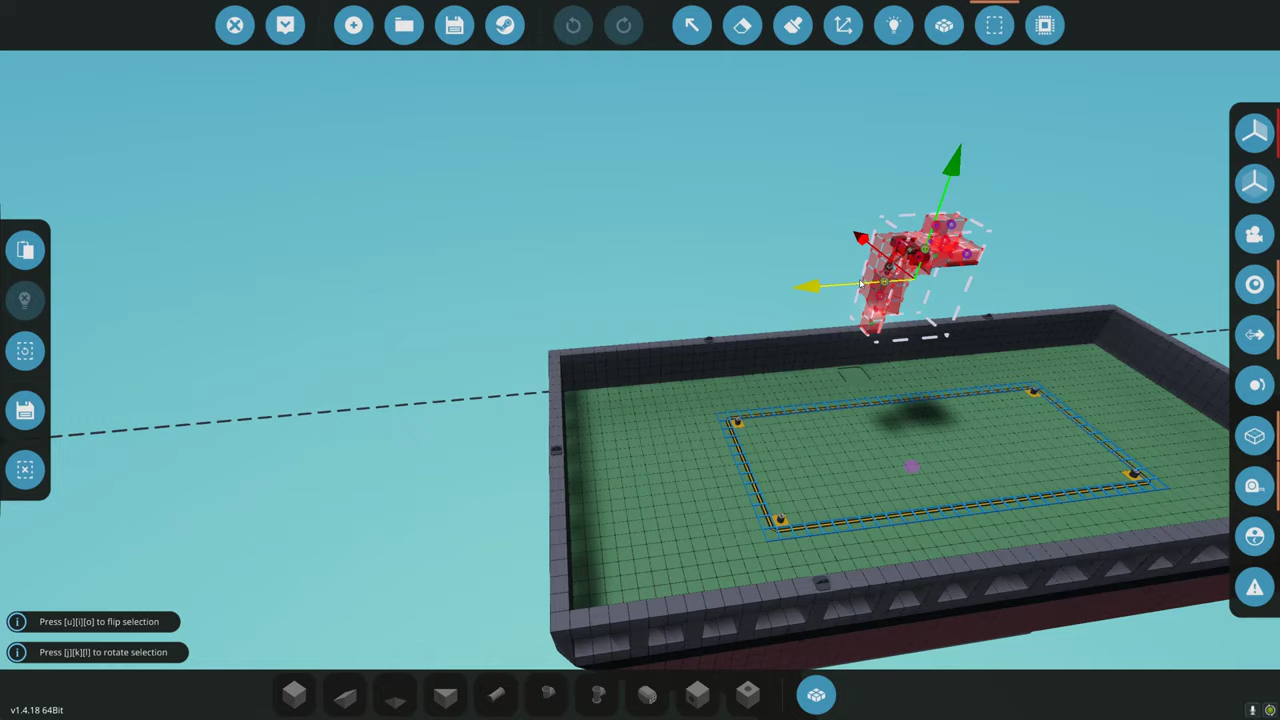 Press [u][i][o] to flip selection
Press [j][k][l] to rotate selection
v1.4.18 64Bit